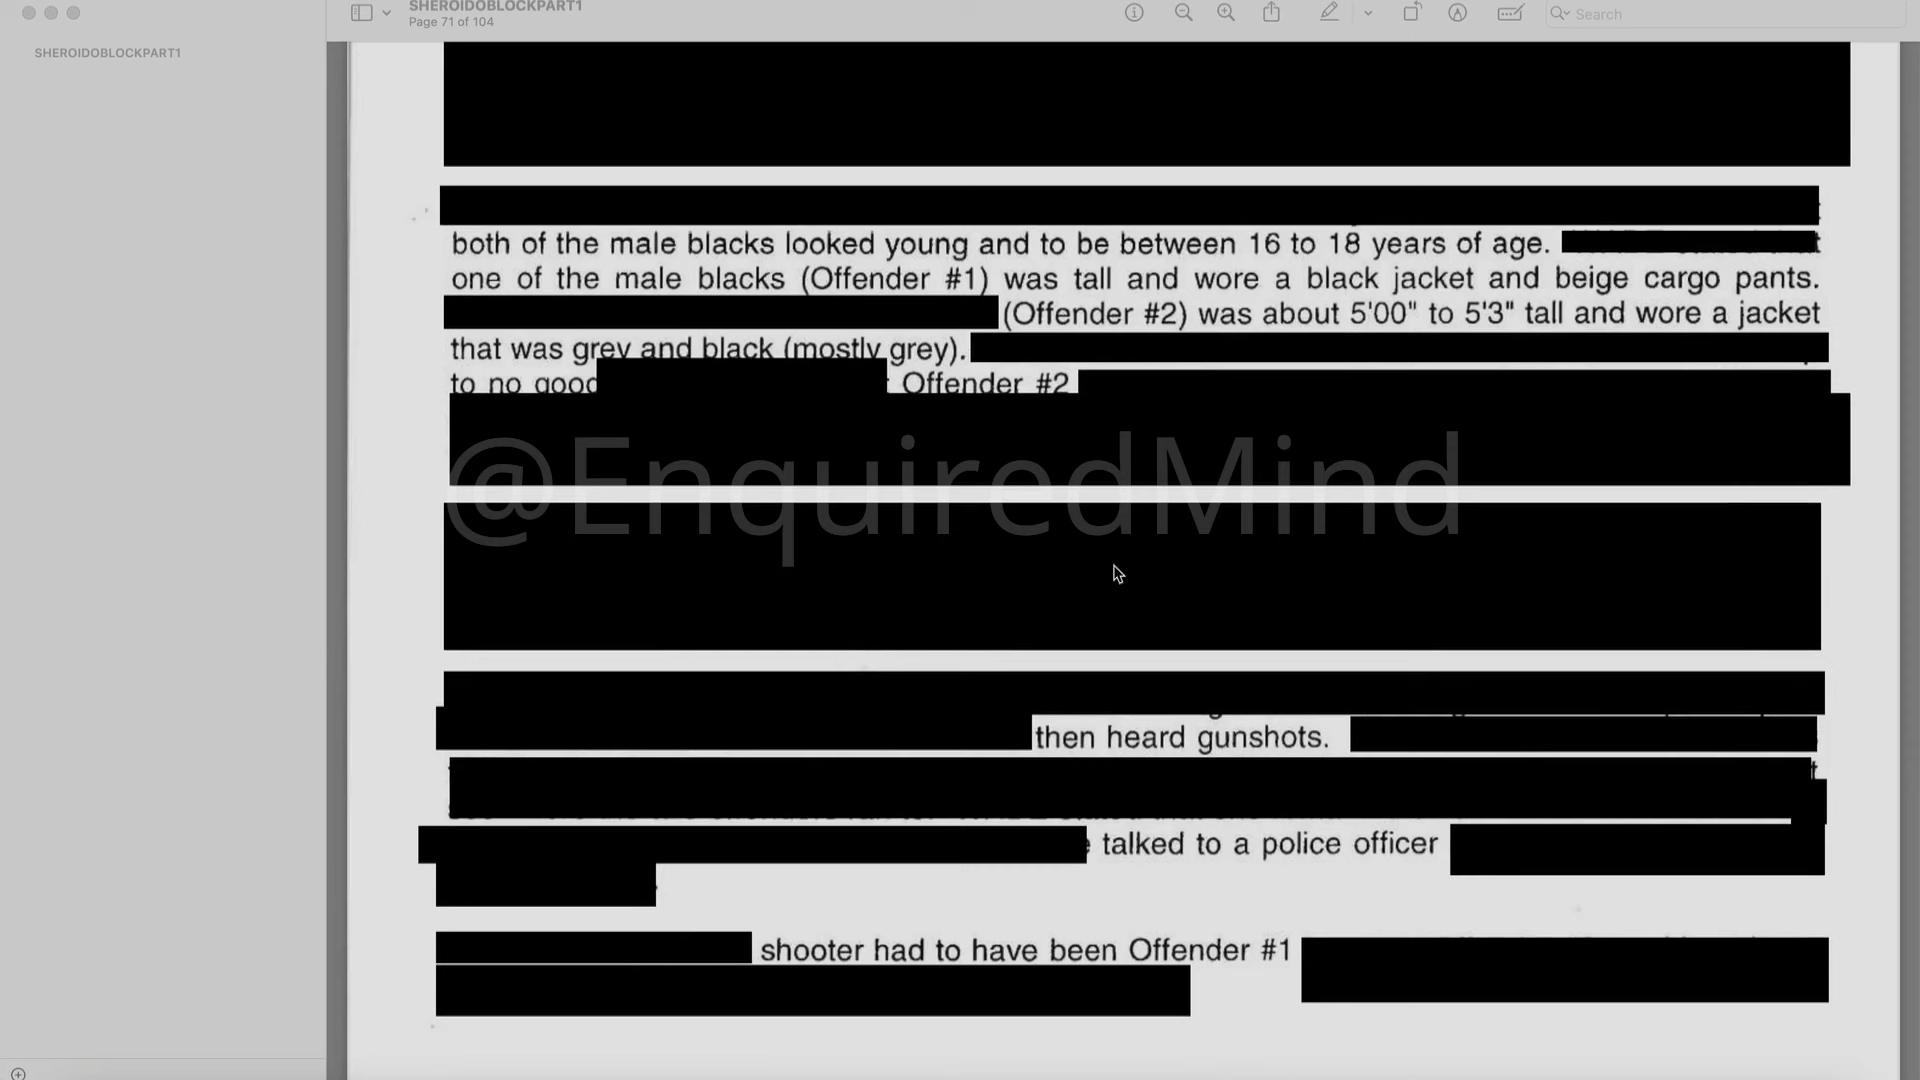 SHEROIDOBLOCKPART1
Page 71 of 104
Search
SHEROIDOBLOCKPART1
both of the male blacks looked young and to be between 16 to 18 years of age.
one of the male blacks (Offender #1) was tall and wore a black jacket and beige cargo pants.
(Offender #2) was about 5'00" to 5'3" tall and wore a jacket
that was grey and black (mostly grey).
to no good Offender #2
@EnquiredMind
then heard gunshots.
talked to a police officer
shooter had to have been Offender #1